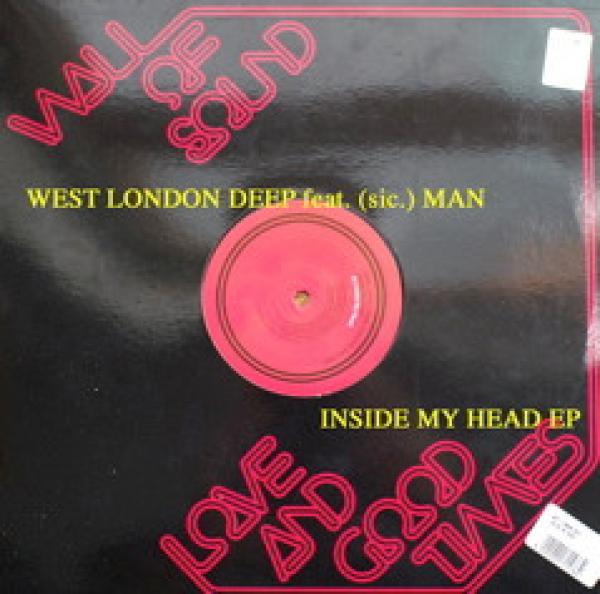 WALL
OF
SOUND
WEST LONDON DEEP feat. (sic.) MAN
INSIDE MY HEAD EP
LOVE
AND
GOOD
TIMES